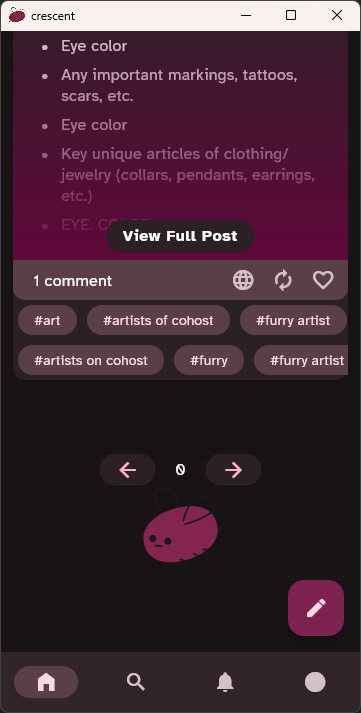 crescent
• Eye color
• Any important markings, tattoos,
scars, etc.
• Eye color
• Key unique articles of clothing/
jewelry (collars, pendants, earrings,
etc.)
• EYE. COLOR
View Full Post
1 comment
#art #artists of cohost #furry artist
#artists on cohost #furry #furry artist
0